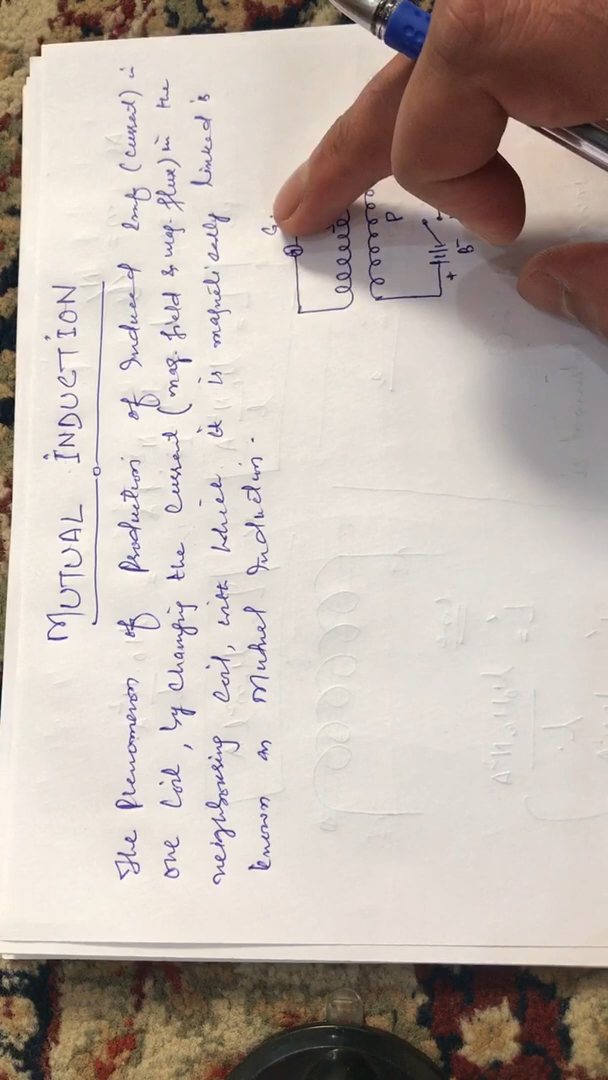 MUTUAL INDUCTION
The Phenomenon of Production of Induced Emf (current) in
one Coil, by changing the current (mag. field & mag. flux) in the
neighbouring Coil, with which it is magnetically linked is
known as Mutual Induction.
G
S
P
+ B -